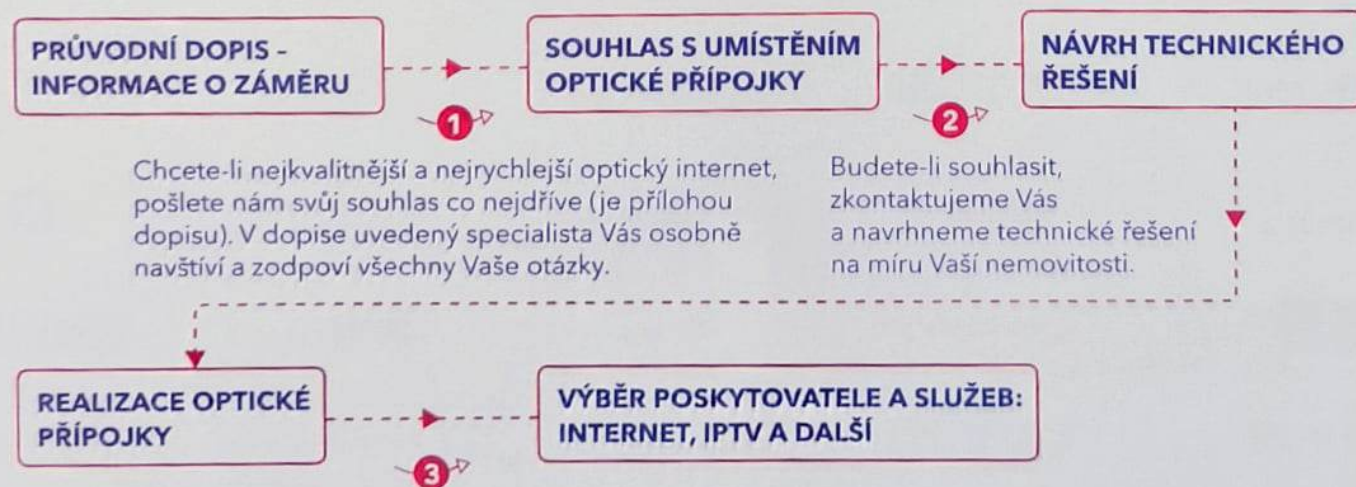 PRŮVODNÍ DOPIS -
INFORMACE O ZÁMĚRU
SOUHLAS S UMÍSTĚNÍM
OPTICKÉ PŘÍPOJKY
NÁVRH TECHNICKÉHO
ŘEŠENÍ
1
2
Chcete-li nejkvalitnější a nejrychlejší optický internet,
pošlete nám svůj souhlas co nejdříve (je přílohou
dopisu). V dopise uvedený specialista Vás osobně
navštíví a zodpoví všechny Vaše otázky.
Budete-li souhlasit,
zkontaktujeme Vás
a navrhneme technické řešení
na míru Vaší nemovitosti.
REALIZACE OPTICKÉ
PŘÍPOJKY
VÝBĚR POSKYTOVATELE A SLUŽEB:
INTERNET, IPTV A DALŠÍ
3